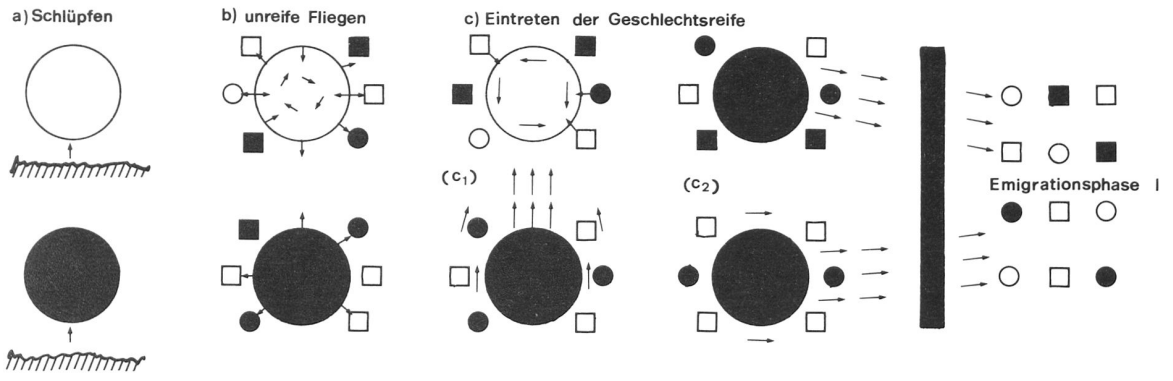 a) Schlüpfen
b) unreife Fliegen
c) Eintreten der Geschlechtsreife
(c₁)
(c₂)
Emigrationsphase I